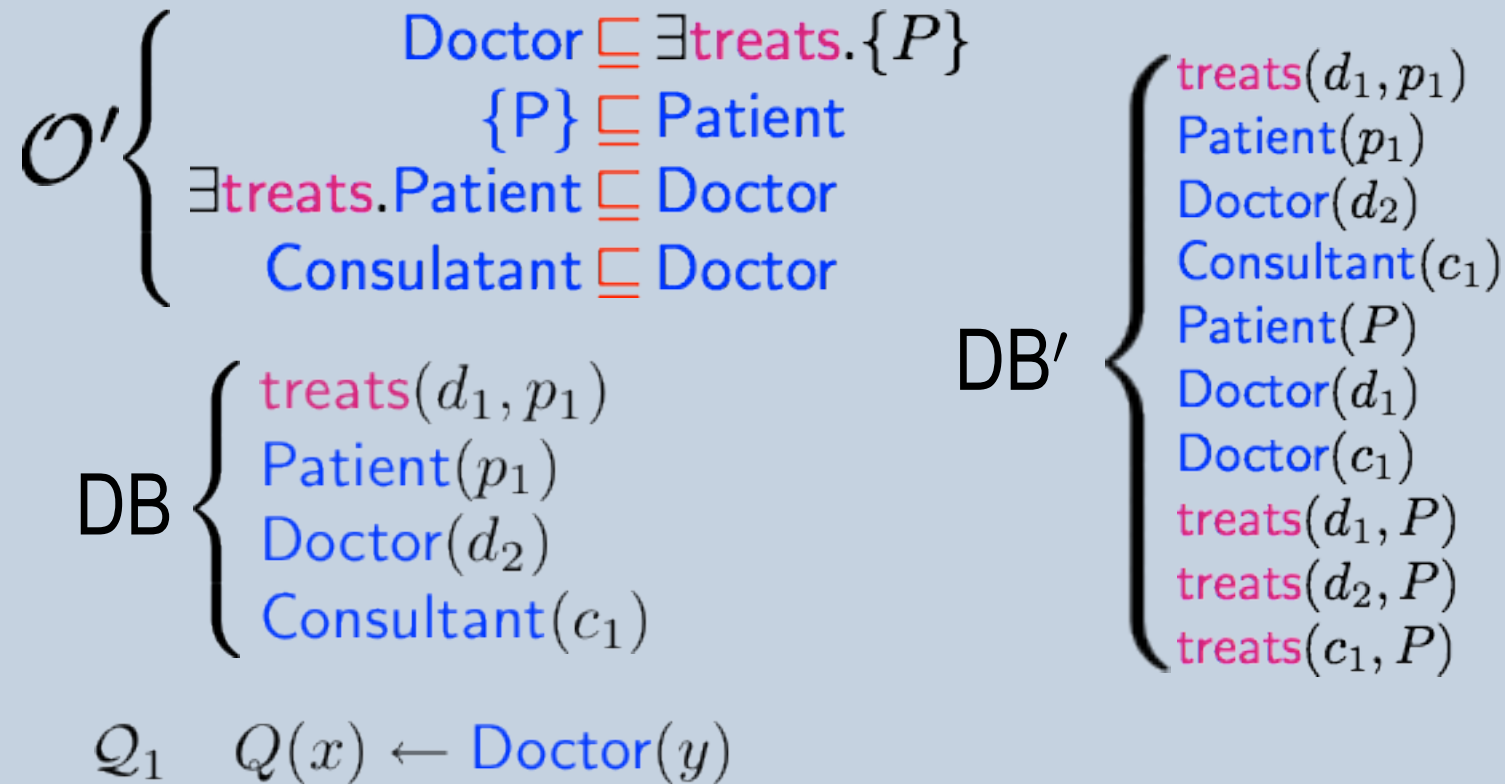 O′
Doctor ⊑ ∃treats.{P}
{P} ⊑ Patient
∃treats.Patient ⊑ Doctor
Consulatant ⊑ Doctor
DB
treats(d₁, p₁)
Patient(p₁)
Doctor(d₂)
Consultant(c₁)
DB′
treats(d₁, p₁)
Patient(p₁)
Doctor(d₂)
Consultant(c₁)
Patient(P)
Doctor(d₁)
Doctor(c₁)
treats(d₁, P)
treats(d₂, P)
treats(c₁, P)
Q₁ Q(x) ← Doctor(y)